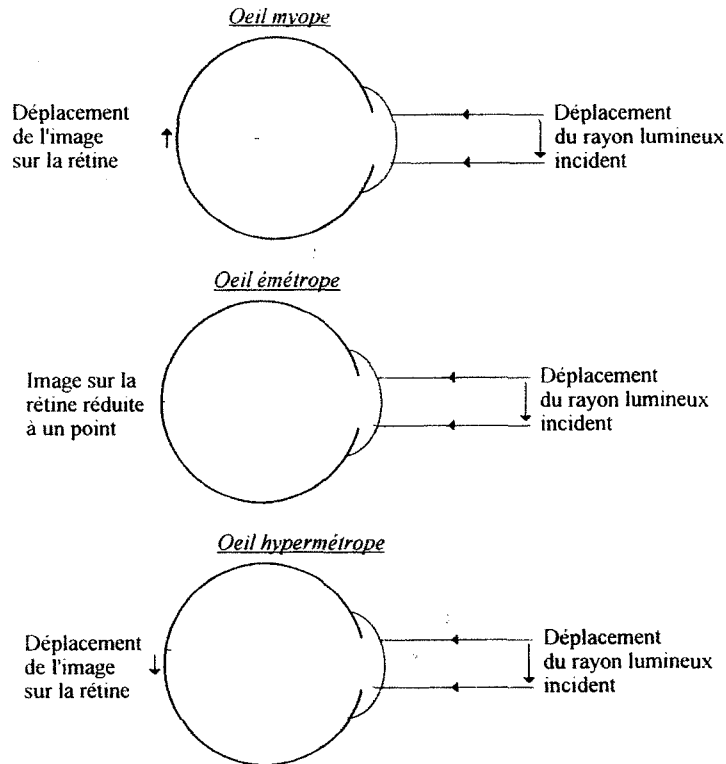 Oeil myope
Déplacement
de l'image
sur la rétine
Déplacement
du rayon lumineux
incident
Oeil émétrope
Image sur la
rétine réduite
à un point
Déplacement
du rayon lumineux
incident
Oeil hypermétrope
Déplacement
de l'image
sur la rétine
Déplacement
du rayon lumineux
incident